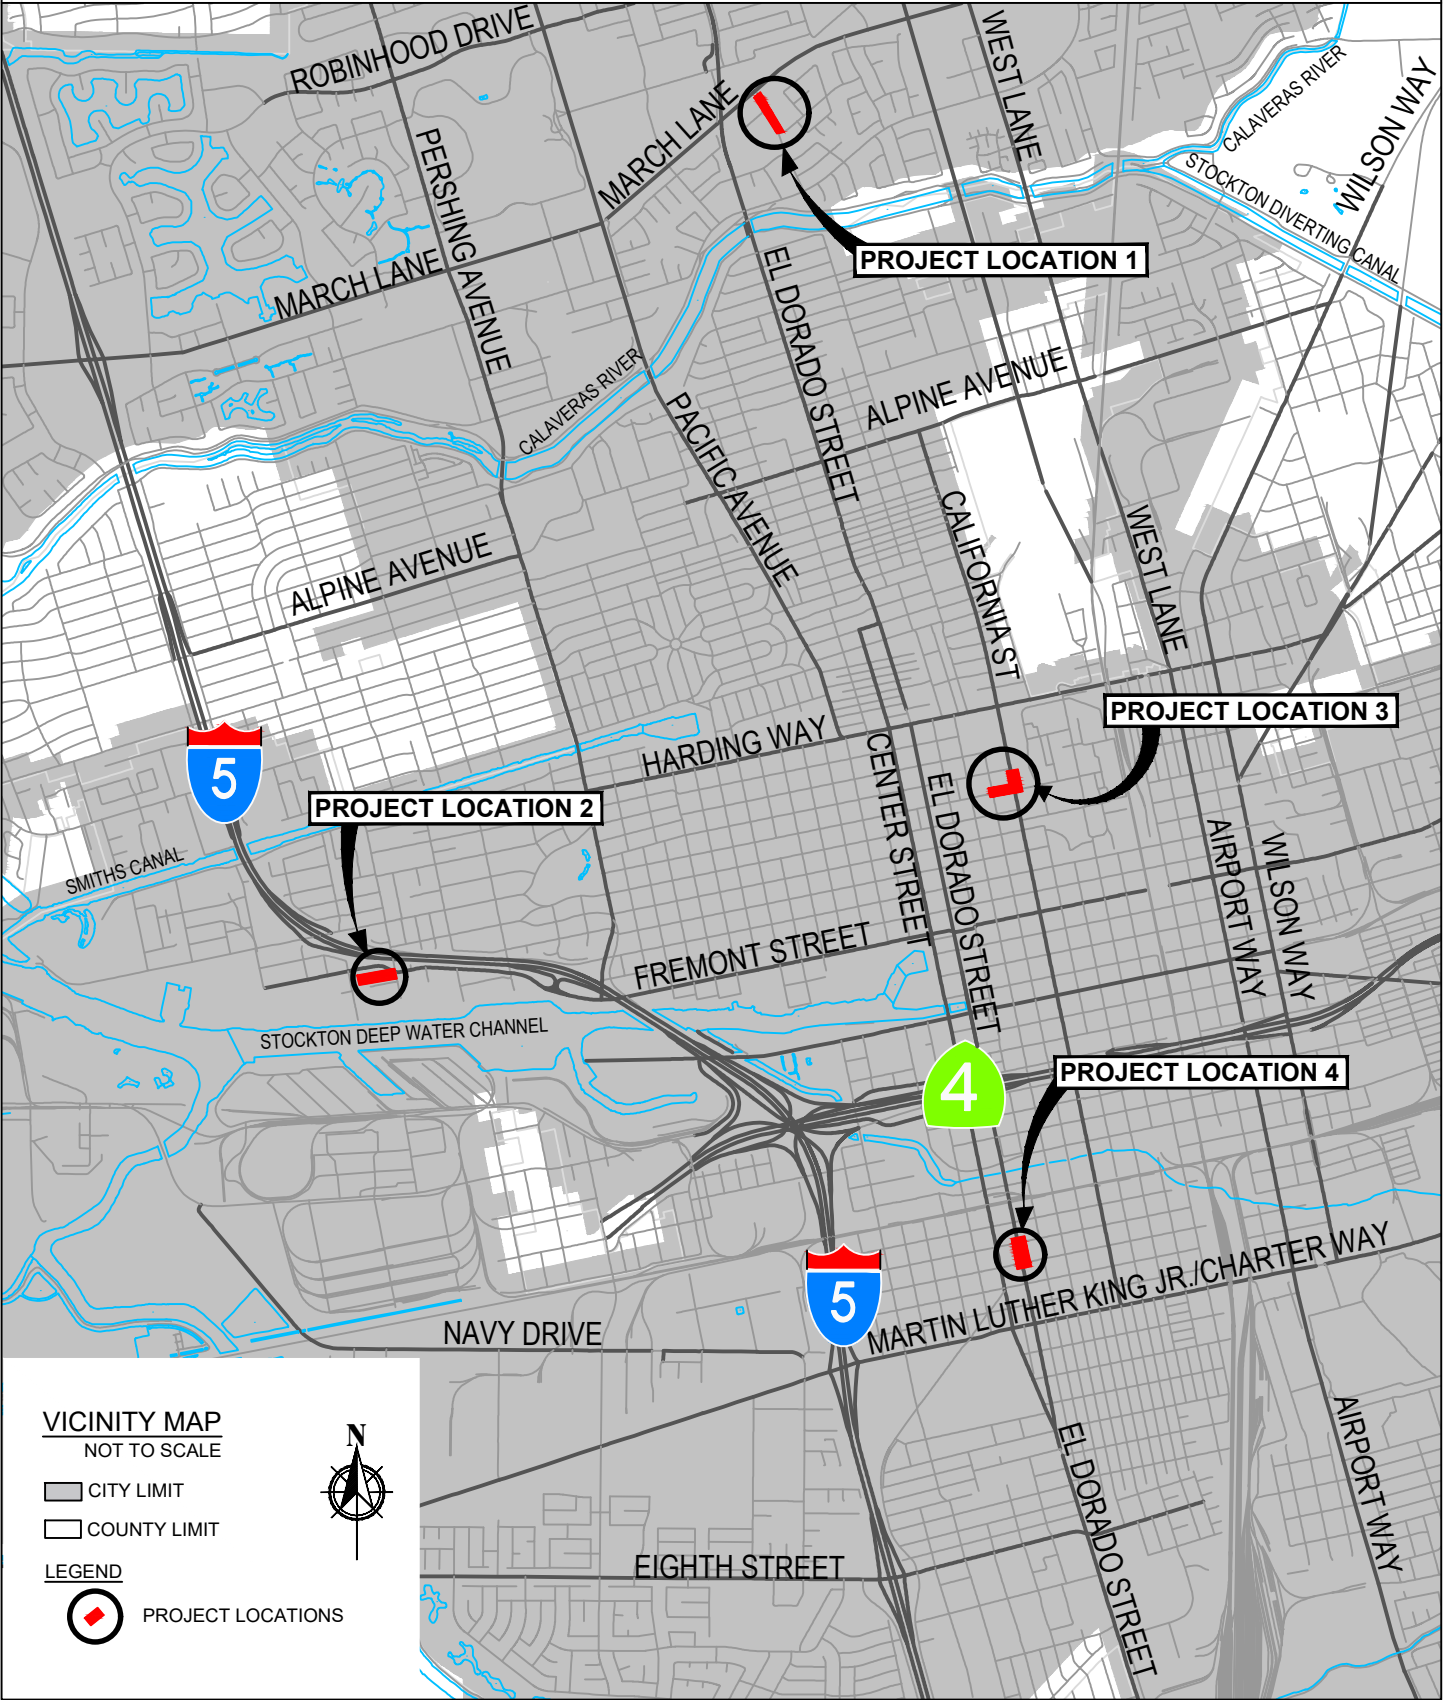 ROBINHOOD DRIVE
WEST LANE
CALAVERAS RIVER
WILSON WAY
MARCH LANE
PERSHING AVENUE
STOCKTON DIVERTING CANAL
PROJECT LOCATION 1
MARCH LANE
EL DORADO STREET
CALAVERAS RIVER
ALPINE AVENUE
PACIFIC AVENUE
CALIFORNIA ST
WEST LANE
ALPINE AVENUE
PROJECT LOCATION 3
HARDING WAY
5
CENTER STREET
EL DORADO STREET
PROJECT LOCATION 2
AIRPORT WAY
WILSON WAY
SMITHS CANAL
FREMONT STREET
STOCKTON DEEP WATER CHANNEL
4
PROJECT LOCATION 4
MARTIN LUTHER KING JR./CHARTER WAY
5
NAVY DRIVE
EL DORADO STREET
AIRPORT WAY
EIGHTH STREET
VICINITY MAP
NOT TO SCALE
N
CITY LIMIT
COUNTY LIMIT
LEGEND
PROJECT LOCATIONS